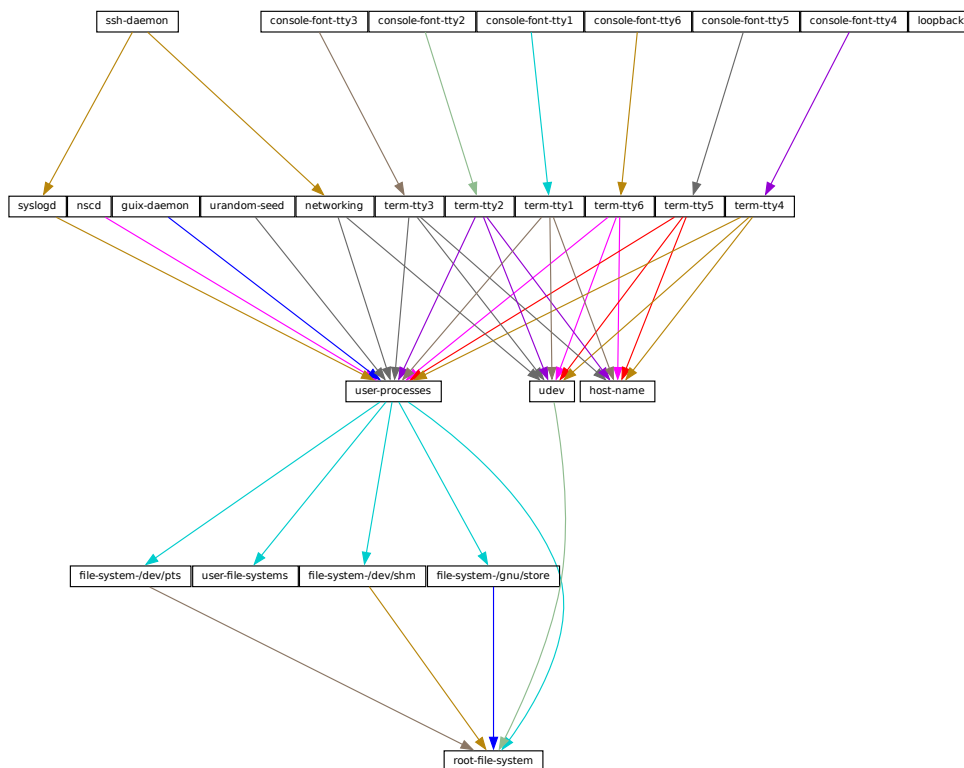 ssh-daemon
console-font-tty3
console-font-tty2
console-font-tty1
console-font-tty6
console-font-tty5
console-font-tty4
loopback
syslogd
nscd
guix-daemon
urandom-seed
networking
term-tty3
term-tty2
term-tty1
term-tty6
term-tty5
term-tty4
user-processes
udev
host-name
file-system-/dev/pts
user-file-systems
file-system-/dev/shm
file-system-/gnu/store
root-file-system